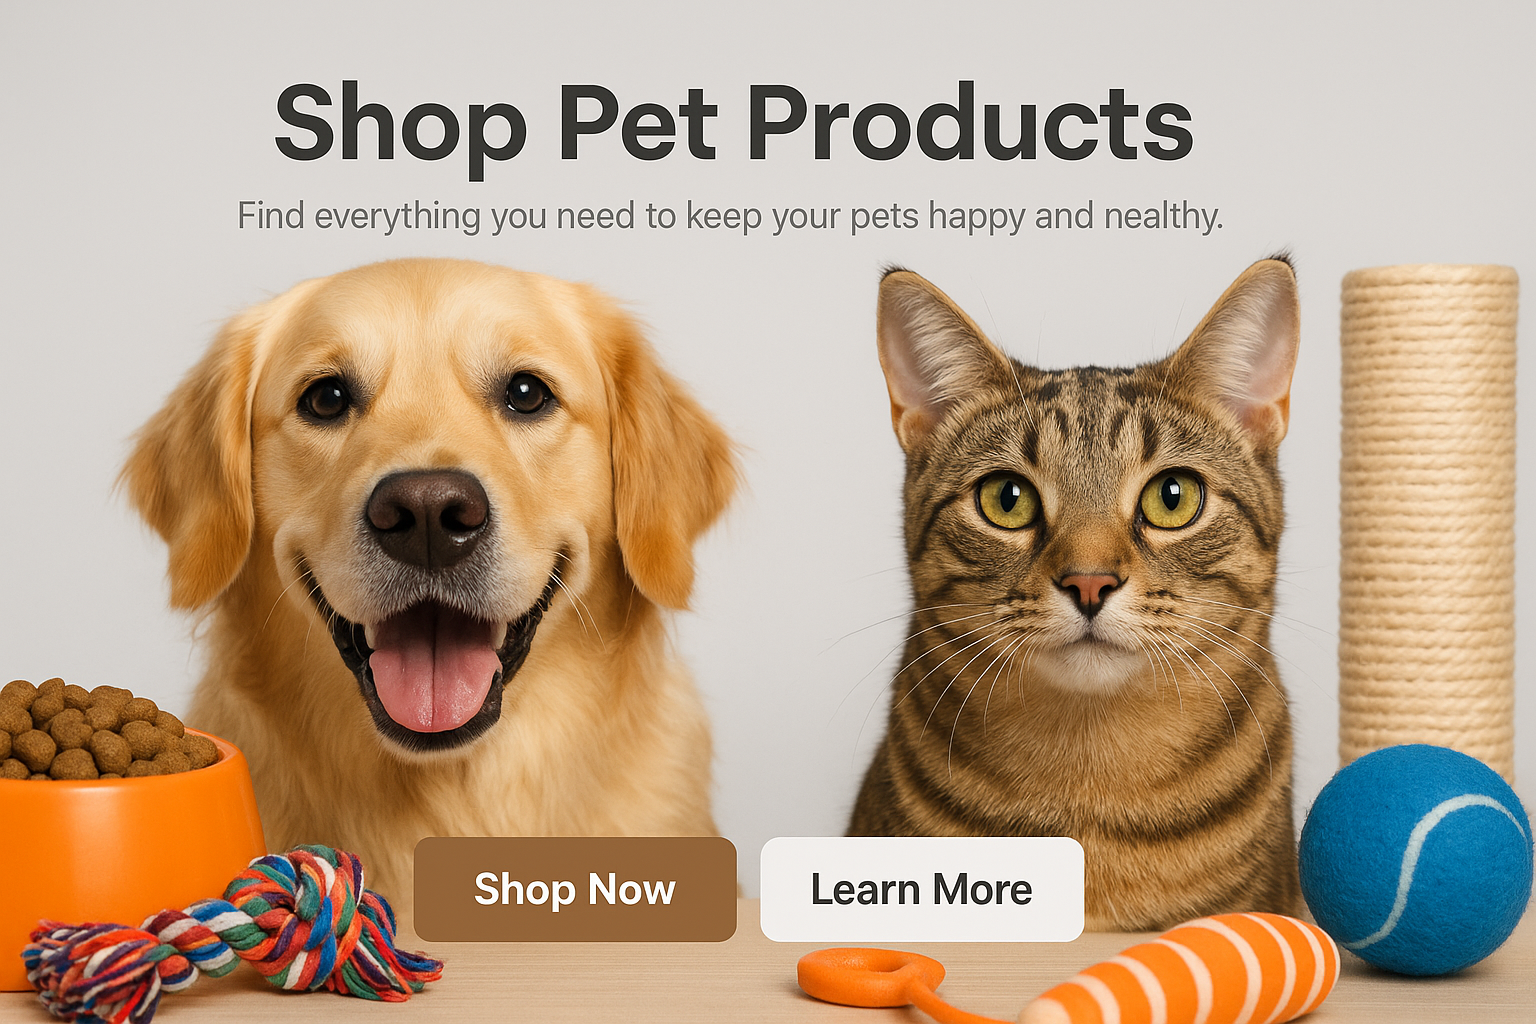 Shop Pet Products
Find everything you need to keep your pets happy and nealthy.
Shop Now
Learn More